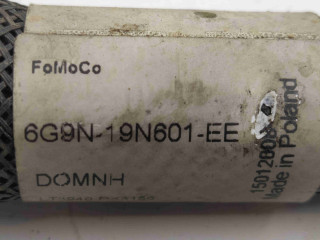 FoMoCo
6G9N-19N601-EE
DOMNH
Made in Poland